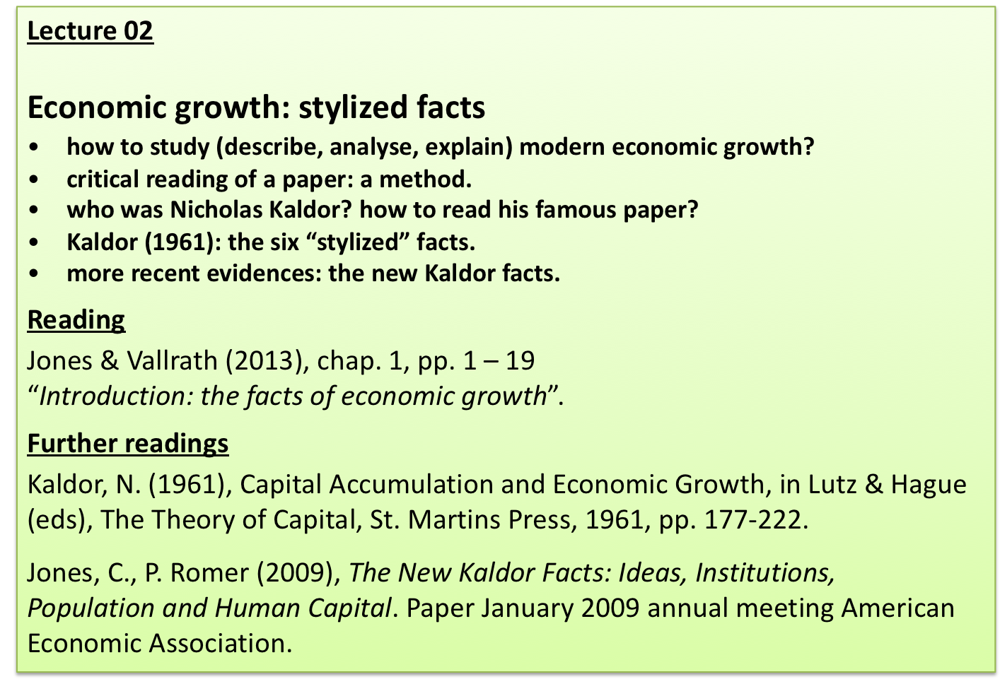 Lecture 02
Economic growth: stylized facts
• how to study (describe, analyse, explain) modern economic growth?
• critical reading of a paper: a method.
• who was Nicholas Kaldor? how to read his famous paper?
• Kaldor (1961): the six “stylized” facts.
• more recent evidences: the new Kaldor facts.
Reading
Jones & Vallrath (2013), chap. 1, pp. 1 – 19
“Introduction: the facts of economic growth”.
Further readings
Kaldor, N. (1961), Capital Accumulation and Economic Growth, in Lutz & Hague
(eds), The Theory of Capital, St. Martins Press, 1961, pp. 177-222.
Jones, C., P. Romer (2009), The New Kaldor Facts: Ideas, Institutions,
Population and Human Capital. Paper January 2009 annual meeting American
Economic Association.